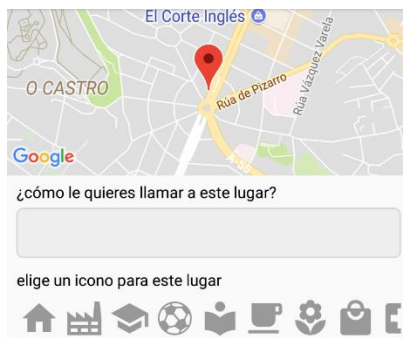 El Corte Inglés
O CASTRO
Rúa de Pizarro
Rúa Vázquez Varela
A-55
Google
¿cómo le quieres llamar a este lugar?
elige un icono para este lugar